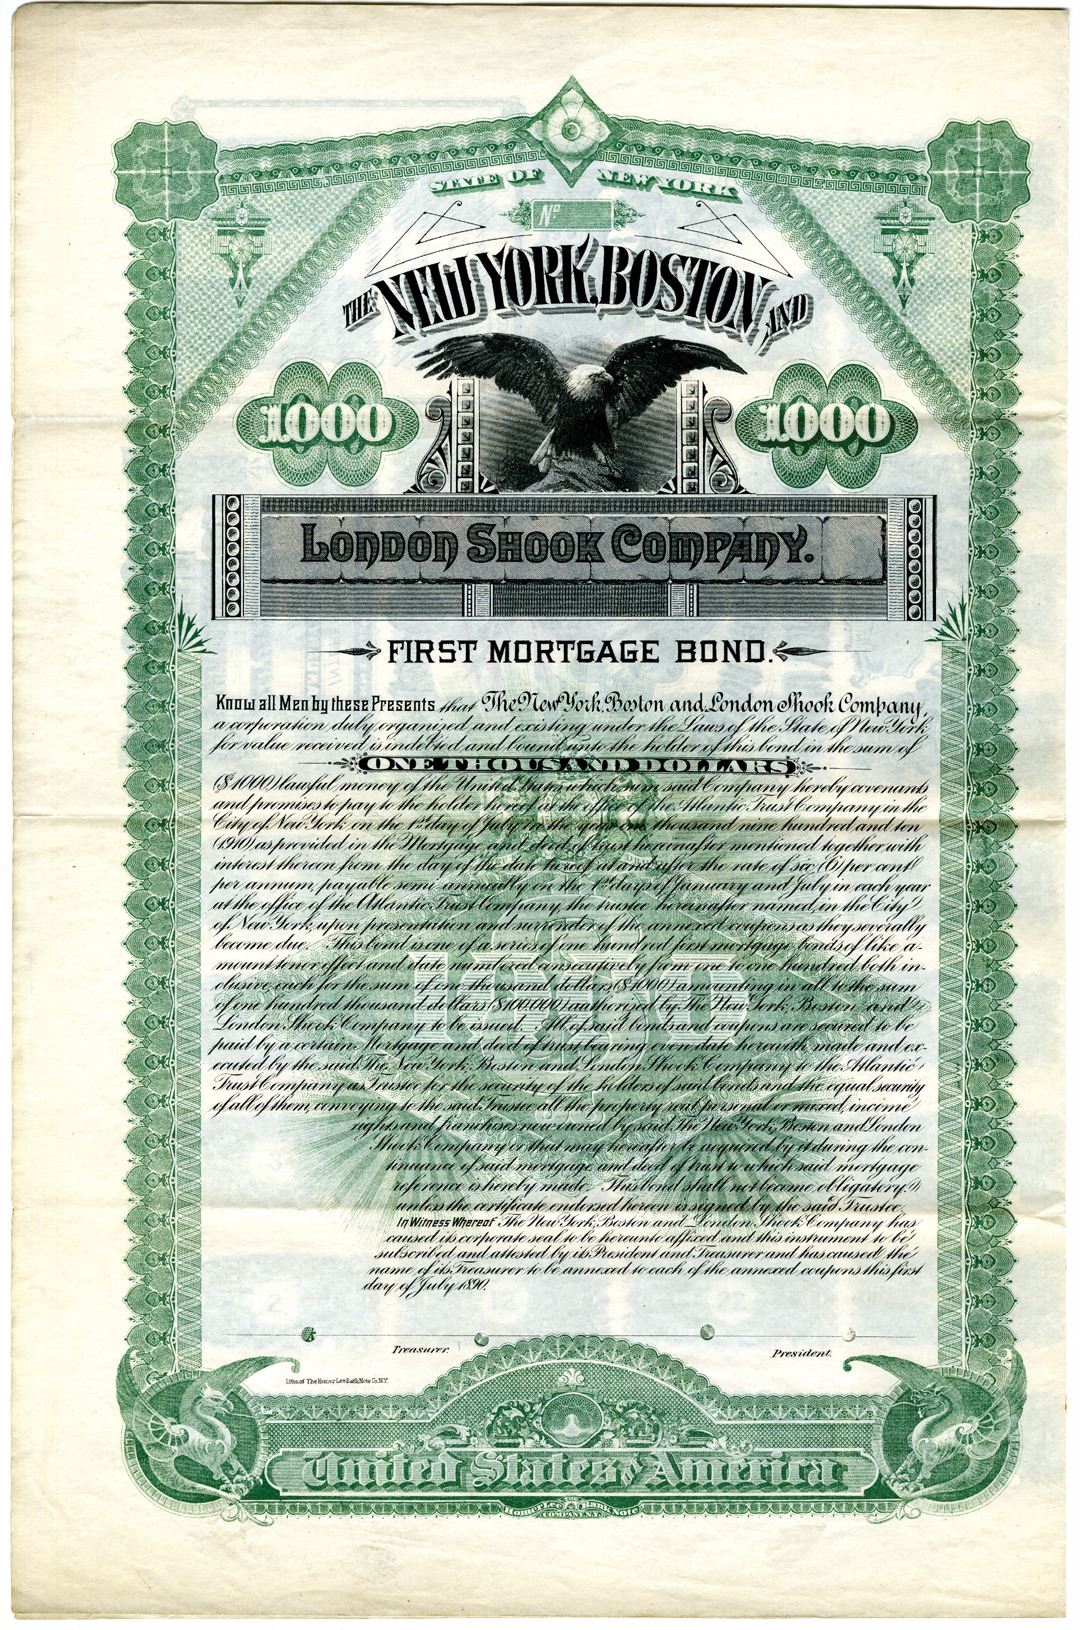 STATE OF NEW YORK
Nº
THE NEW YORK, BOSTON AND
1000 1000
LONDON SHOOK COMPANY.
FIRST MORTGAGE BOND.
Know all Men by these Presents that The New York, Boston and London Shook Company,
a corporation duly organized and existing under the Laws of the State of New York
for value received is indebted and bound unto the holder of this bond in the sum of
ONE THOUSAND DOLLARS
($1000) lawful money of the United States which sum said Company hereby covenants
and promises to pay to the holder hereof at the office of the Atlantic Trust Company in the
City of New York on the 1st day of July in the year one thousand nine hundred and ten
(1910) as provided in the Mortgage and deed of trust hereinafter mentioned together with
interest thereon from the day of the date hereof at and after the rate of six (6) per cent
per annum, payable semi annually on the 1st days of January and July in each year
at the office of the Atlantic Trust Company the trustee hereinafter named, in the City
of New York, upon presentation and surrender of the annexed coupons as they severally
become due. This bond is one of a series of one hundred first mortgage bonds of like a-
mount tenor effect and date numbered consecutively from one to one hundred both in-
clusive each for the sum of one thousand dollars ($1000) amounting in all to the sum
of one hundred thousand dollars ($100,000) authorized by The New York, Boston and
London Shook Company to be issued. All of said bonds and coupons are secured to be
paid by a certain Mortgage and deed of trust bearing even date herewith made and ex-
ecuted by the said The New York, Boston and London Shook Company to the Atlantic
Trust Company as Trustee for the security of the holders of said bonds and the equal security
of all of them conveying to the said Trustee all the property real personal or mixed, income
rights and franchises now owned by said The New York, Boston and London
Shook Company or that may hereafter be acquired by it during the con-
tinuance of said mortgage and deed of trust to which said mortgage
reference is hereby made This bond shall not become obligatory
unless the certificate endorsed hereon is signed by the said Trustee.
In Witness Whereof The New York, Boston and London Shook Company has
caused its corporate seal to be hereunto affixed and this instrument to be
subscribed and attested by its President and Treasurer and has caused the
name of its Treasurer to be annexed to each of the annexed coupons this first
day of July 1890.
Treasurer. President.
Litho. of The Homer Lee Bank Note Co. N.Y.
United States of America
Homer Lee Bank Note
COMPANY, N.Y.